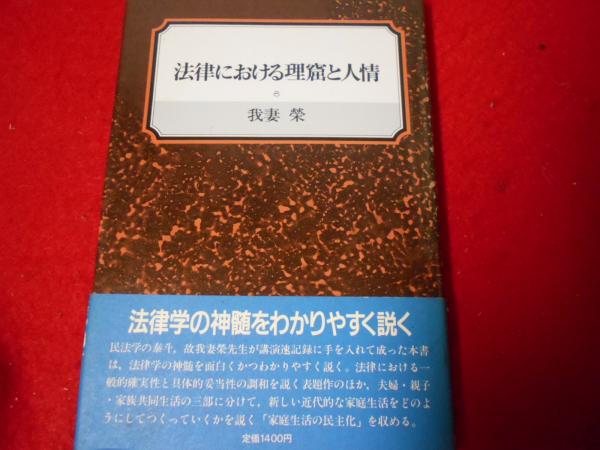 法律における理窟と人情
我妻 榮
法律学の神髄をわかりやすく説く
民法学の泰斗，故我妻榮先生が講演速記録に手を入れて成った本書
は、法律学の神髄を面白くかつわかりやすく説く。法律における一
般的確実性と具体的妥当性の調和を説く表題作のほか，夫婦・親子
・家族共同生活の三部に分けて，新しい近代的な家庭生活をどのよ
うにしてつくっていくかを説く「家庭生活の民主化」を収める。
定価1400円